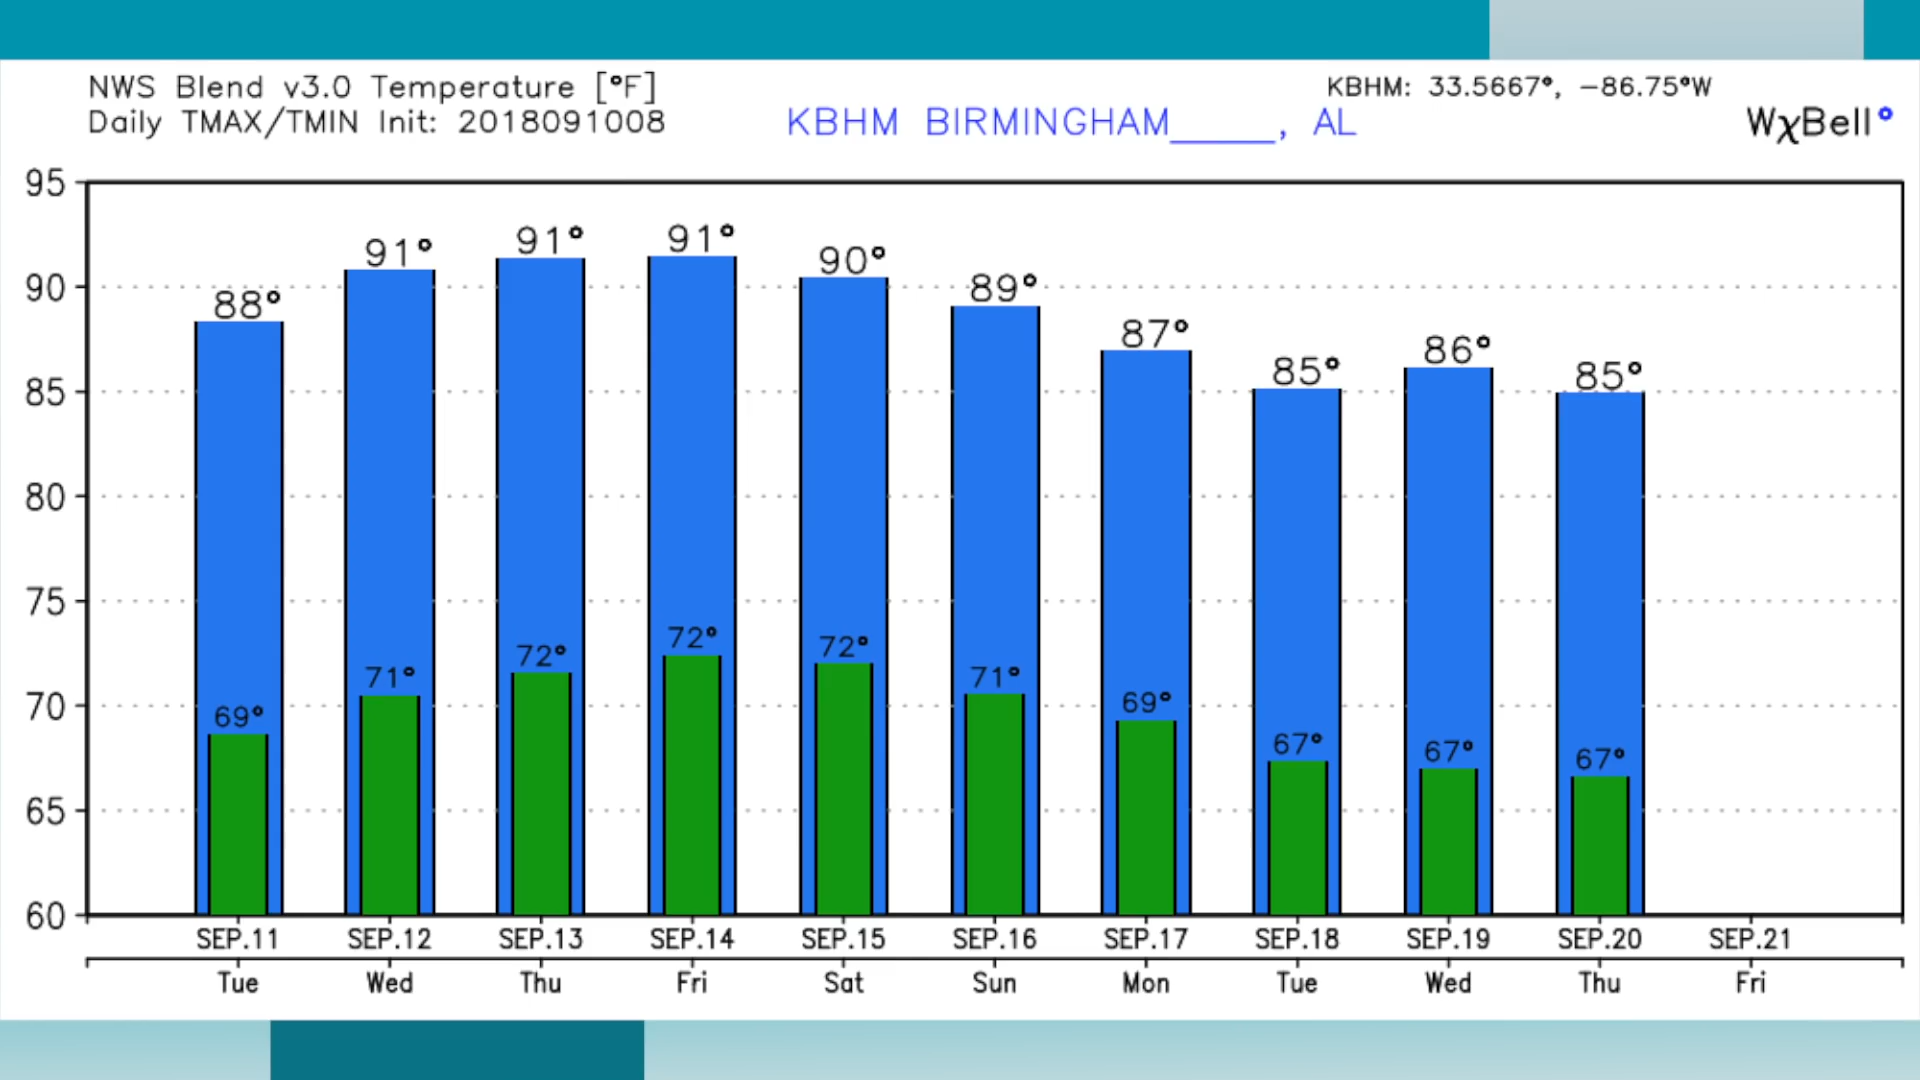 NWS Blend v3.0 Temperature [°F]
Daily TMAX/TMIN Init: 2018091008
KBHM BIRMINGHAM_____, AL
KBHM: 33.5667°, −86.75°W
WχBell°
95
90
85
80
75
70
65
60
88° 91° 91° 91° 90° 89° 87° 85° 86° 85°
69° 71° 72° 72° 72° 71° 69° 67° 67° 67°
SEP.11 SEP.12 SEP.13 SEP.14 SEP.15 SEP.16 SEP.17 SEP.18 SEP.19 SEP.20 SEP.21
Tue Wed Thu Fri Sat Sun Mon Tue Wed Thu Fri